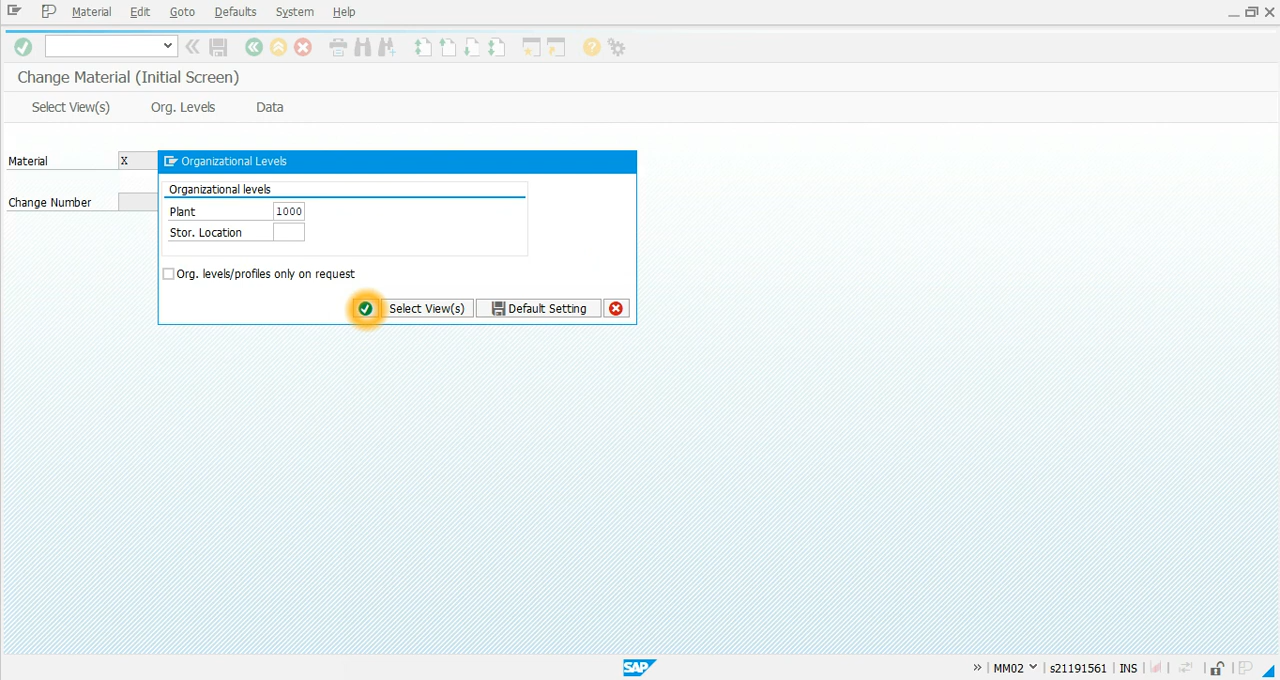 Material Edit Goto Defaults System Help
Change Material (Initial Screen)
Select View(s) Org. Levels Data
Material X
Organizational Levels
Organizational levels
Change Number
Plant 1000
Stor. Location
Org. levels/profiles only on request
Select View(s) Default Setting
SAP
MM02 s21191561 INS